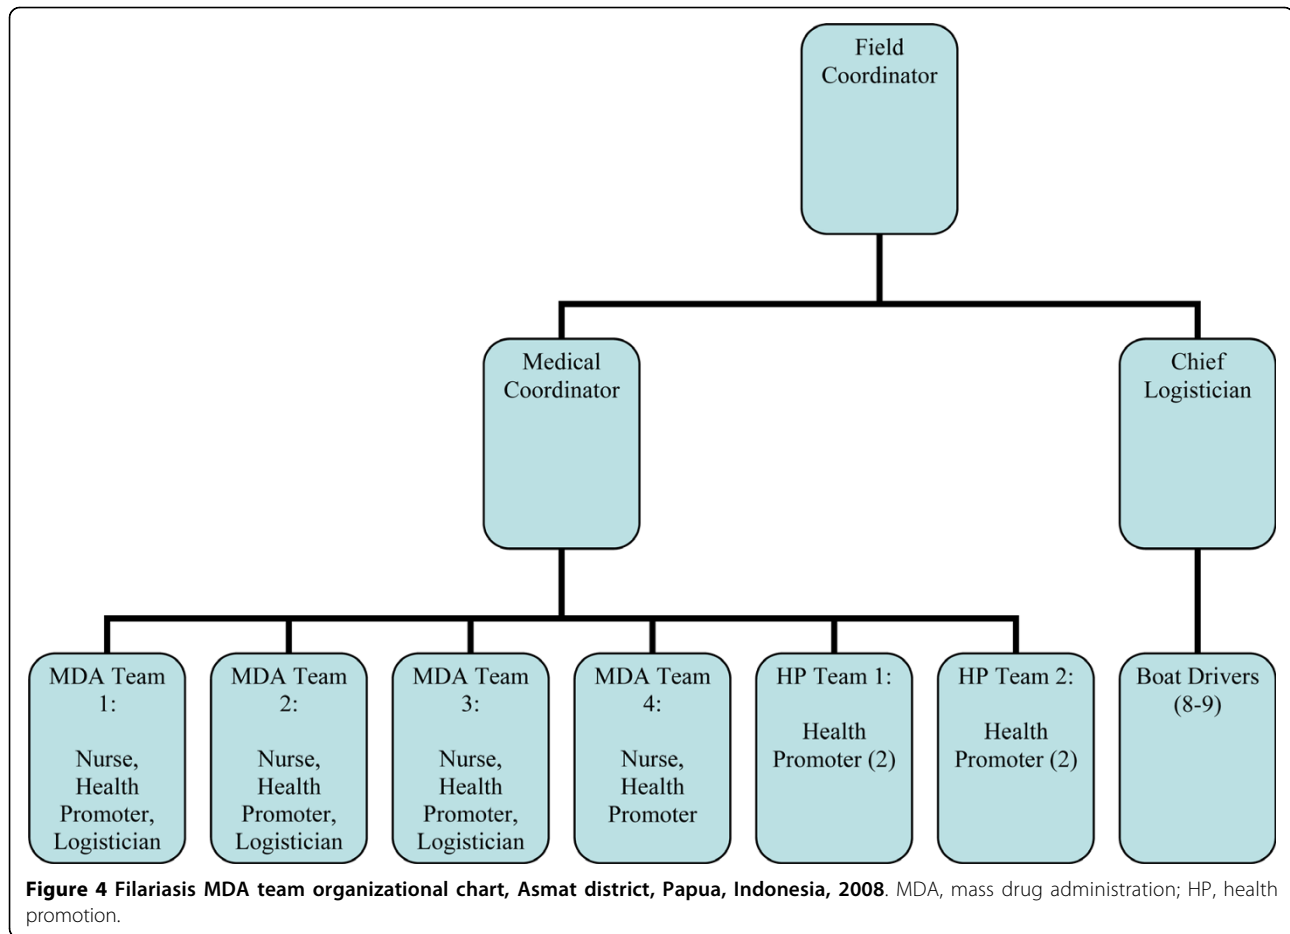 Field
Coordinator
Medical
Coordinator
Chief
Logistician
MDA Team
1:
Nurse,
Health
Promoter,
Logistician
MDA Team
2:
Nurse,
Health
Promoter,
Logistician
MDA Team
3:
Nurse,
Health
Promoter,
Logistician
MDA Team
4:
Nurse,
Health
Promoter
HP Team 1:
Health
Promoter (2)
HP Team 2:
Health
Promoter (2)
Boat Drivers
(8-9)
Figure 4 Filariasis MDA team organizational chart, Asmat district, Papua, Indonesia, 2008. MDA, mass drug administration; HP, health
promotion.